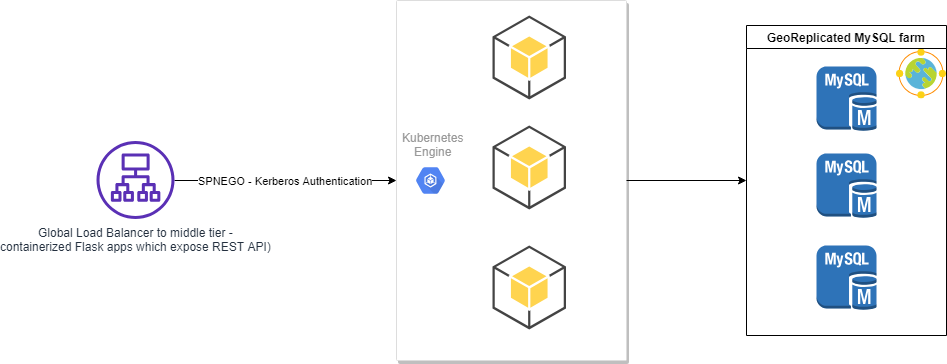 GeoReplicated MySQL farm
MySQL
M
Kubernetes
Engine
MySQL
M
SPNEGO - Kerberos Authentication
Global Load Balancer to middle tier -
containerized Flask apps which expose REST API)
MySQL
M